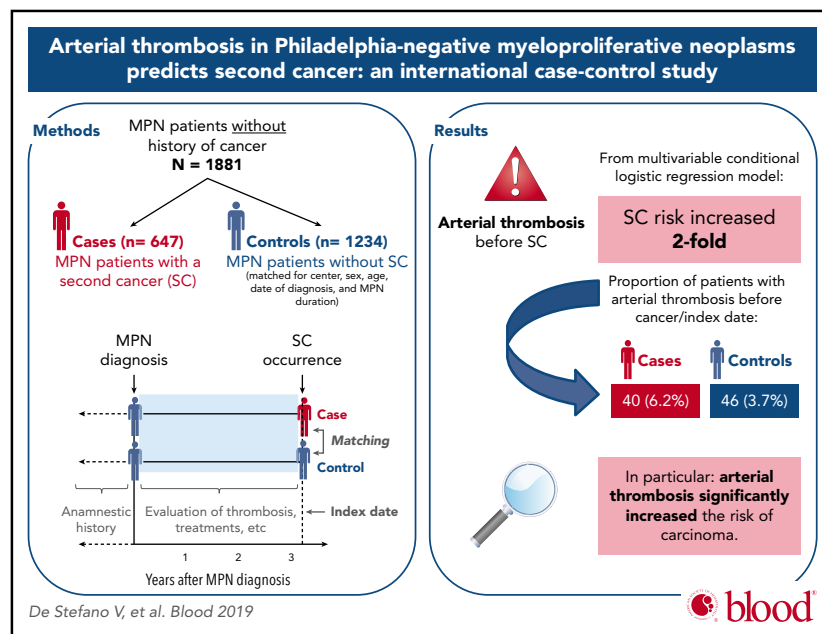 Arterial thrombosis in Philadelphia-negative myeloproliferative neoplasms
predicts second cancer: an international case-control study
Methods
MPN patients without
history of cancer
N = 1881
Cases (n= 647)
MPN patients with a
second cancer (SC)
Controls (n= 1234)
MPN patients without SC
(matched for center, sex, age,
date of diagnosis, and MPN
duration)
MPN
diagnosis
SC
occurrence
Case
Matching
Control
Anamnestic
history
Evaluation of thrombosis,
treatments, etc
Index date
1 2 3
Years after MPN diagnosis
Results
Arterial thrombosis
before SC
From multivariable conditional
logistic regression model:
SC risk increased
2-fold
Proportion of patients with
arterial thrombosis before
cancer/index date:
Cases
Controls
40 (6.2%)
46 (3.7%)
In particular: arterial
thrombosis significantly
increased the risk of
carcinoma.
De Stefano V, et al. Blood 2019
blood®